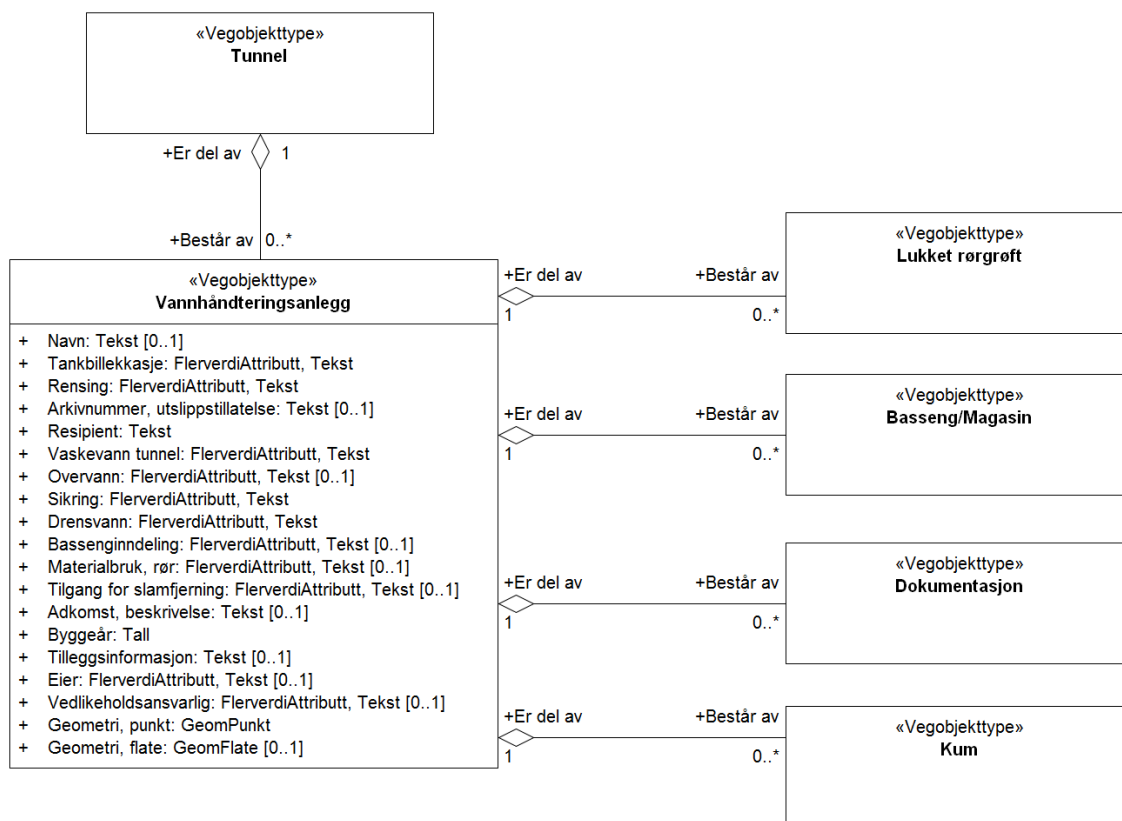 «Vegobjekttype»
Tunnel
+Er del av 1
+Består av 0..*
«Vegobjekttype»
Vannhåndteringsanlegg
+ Navn: Tekst [0..1]
+ Tankbillekkasje: FlerverdiAttributt, Tekst
+ Rensing: FlerverdiAttributt, Tekst
+ Arkivnummer, utslippstillatelse: Tekst [0..1]
+ Resipient: Tekst
+ Vaskevann tunnel: FlerverdiAttributt, Tekst
+ Overvann: FlerverdiAttributt, Tekst [0..1]
+ Sikring: FlerverdiAttributt, Tekst
+ Drensvann: FlerverdiAttributt, Tekst
+ Bassenginndeling: FlerverdiAttributt, Tekst [0..1]
+ Materialbruk, rør: FlerverdiAttributt, Tekst [0..1]
+ Tilgang for slamfjerning: FlerverdiAttributt, Tekst [0..1]
+ Adkomst, beskrivelse: Tekst [0..1]
+ Byggeår: Tall
+ Tilleggsinformasjon: Tekst [0..1]
+ Eier: FlerverdiAttributt, Tekst [0..1]
+ Vedlikeholdsansvarlig: FlerverdiAttributt, Tekst [0..1]
+ Geometri, punkt: GeomPunkt
+ Geometri, flate: GeomFlate [0..1]
+Er del av +Består av
1 0..*
«Vegobjekttype»
Lukket rørgrøft
+Er del av +Består av
1 0..*
«Vegobjekttype»
Basseng/Magasin
+Er del av +Består av
1 0..*
«Vegobjekttype»
Dokumentasjon
+Er del av +Består av
1 0..*
«Vegobjekttype»
Kum